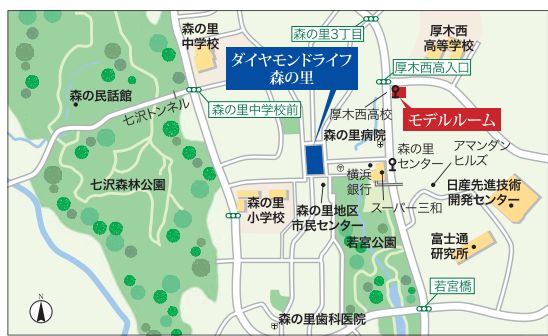 森の里
中学校
森の里3丁目
厚木西
高等学校
ダイヤモンドライフ
森の里
厚木西高入口
森の民話館
七沢トンネル
森の里中学校前
厚木西高校
モデルルーム
森の里病院
森の里
センター
アマンダン
ヒルズ
横浜
銀行
七沢森林公園
日産先進技術
開発センター
森の里
小学校
森の里地区
市民センター
スーパー三和
若宮公園
富士通
研究所
若宮橋
N
森の里歯科医院